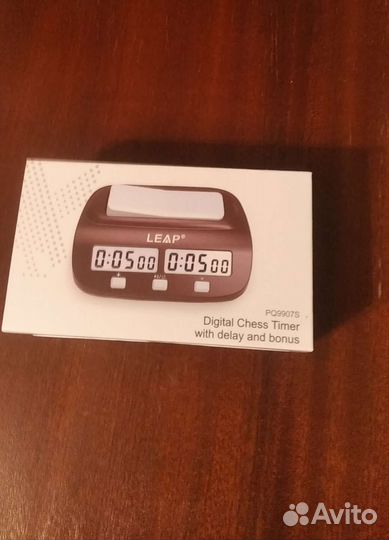 LEAP®
0:05 00 0:05 00
PQ9907S
Digital Chess Timer
with delay and bonus
Avito